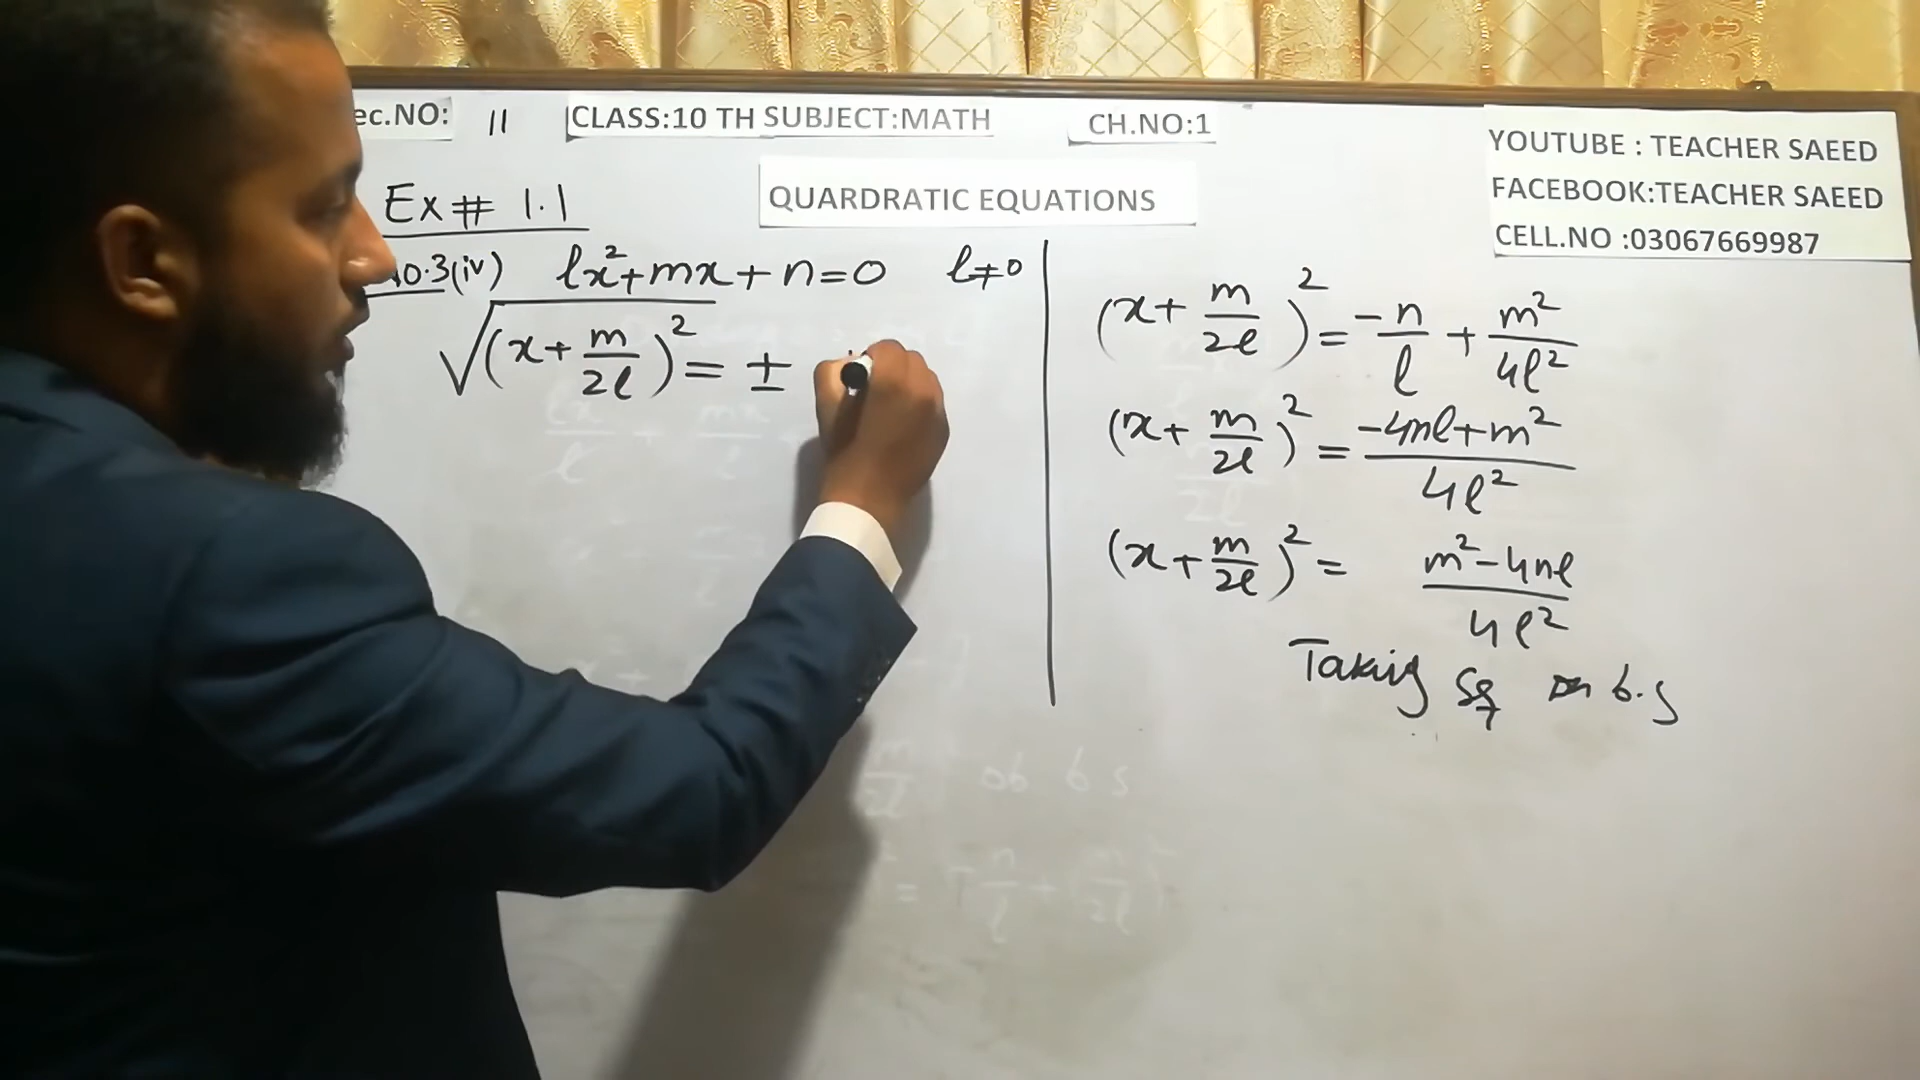 ec.NO: 11 CLASS:10 TH SUBJECT:MATH CH.NO:1
YOUTUBE : TEACHER SAEED
FACEBOOK:TEACHER SAEED
CELL.NO :03067669987
QUARDRATIC EQUATIONS
Ex# 1.1
No.3(iv) lx²+mx+n=0 l≠0
√(x+m/2l)² = ±
(x+m/2l)² = -n/l + m²/4l²
(x+m/2l)² = -4nl+m²/4l²
(x+m/2l)² = m²-4nl/4l²
Taking Sq on b.s